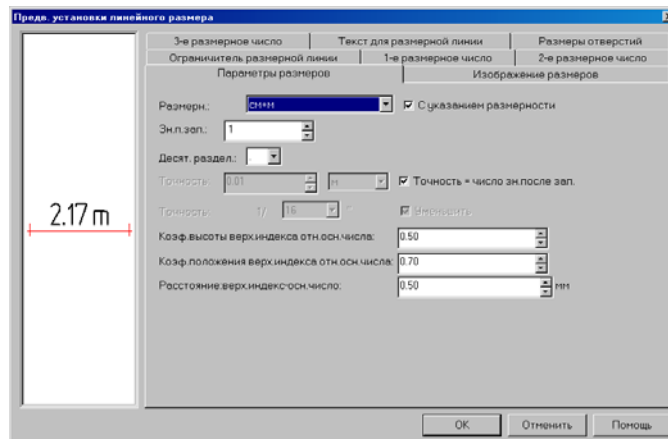 Предв. установки линейного размера
3-е размерное число Текст для размерной линии Размеры отверстий
Ограничитель размерной линии 1-е размерное число 2-е размерное число
Параметры размеров Изображение размеров
Размерн.: см+м С указанием размерности
Зн.п.зап.: 1
Десят. раздел.: .
Точность: 0.01 м Точность = число зн.после зап.
Точность: 1/ 16 " Уменьшить
2.17 m
Коэф.высоты верх.индекса отн.осн.числа: 0.50
Коэф.положения верх.индекса отн.осн.числа: 0.70
Расстояние:верх.индекс-осн.число: 0.50 мм
OK Отменить Помощь